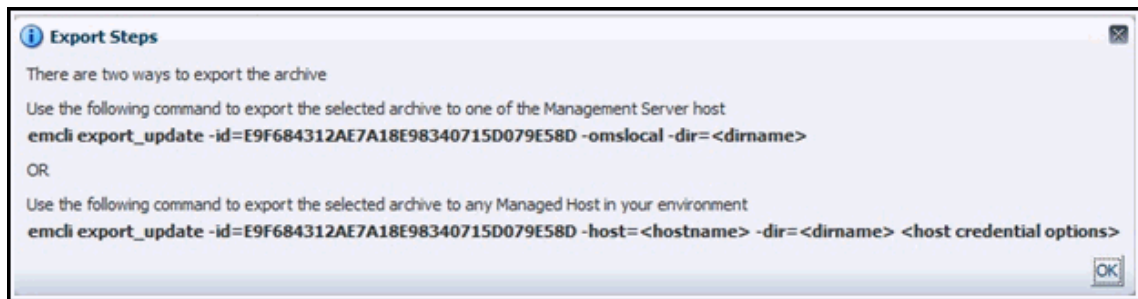 Export Steps
There are two ways to export the archive
Use the following command to export the selected archive to one of the Management Server host
emcli export_update -id=E9F684312AE7A18E98340715D079E58D -omslocal -dir=<dirname>
OR
Use the following command to export the selected archive to any Managed Host in your environment
emcli export_update -id=E9F684312AE7A18E98340715D079E58D -host=<hostname> -dir=<dirname> <host credential options>
OK